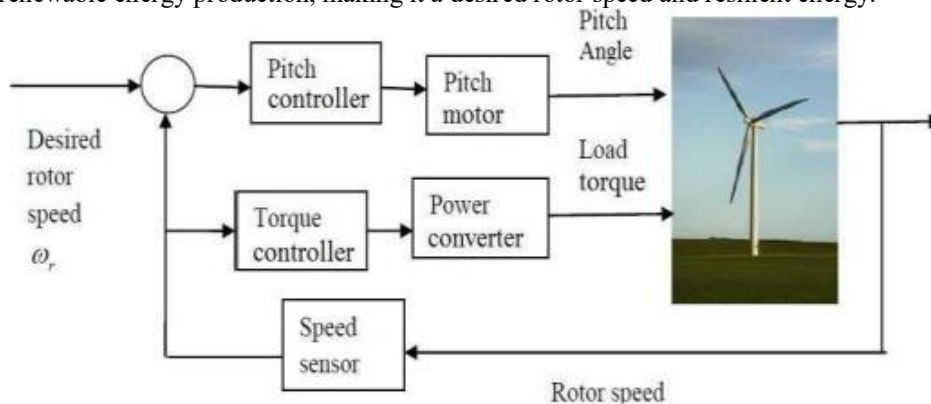 renewable energy production, making it a desired rotor speed and resilient energy.
Pitch
Angle
Pitch
controller
Pitch
motor
Desired
rotor
speed
ω_r
Load
torque
Torque
controller
Power
converter
Speed
sensor
Rotor speed